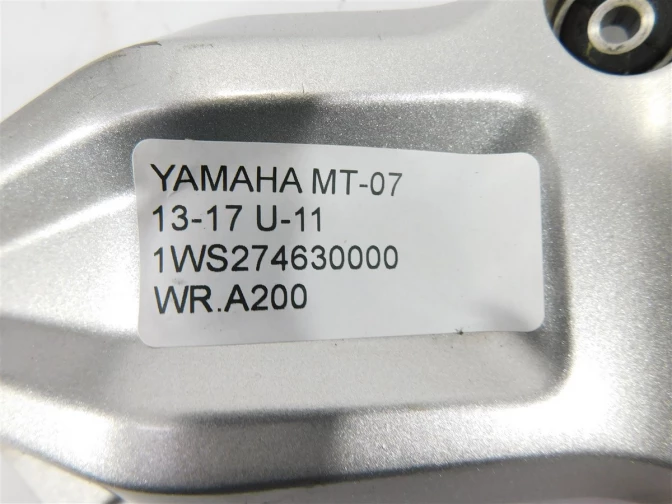 YAMAHA MT-07
13-17 U-11
1WS274630000
WR.A200